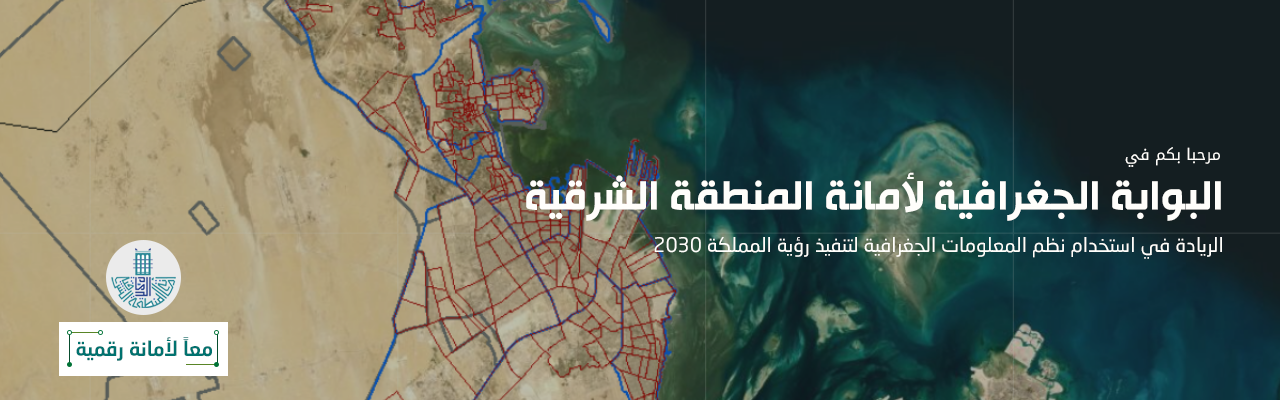 مرحبا بكم في
البوابة الجغرافية لأمانة المنطقة الشرقية
الريادة في استخدام نظم المعلومات الجغرافية لتنفيذ رؤية المملكة 2030
معاً لأمانة رقمية